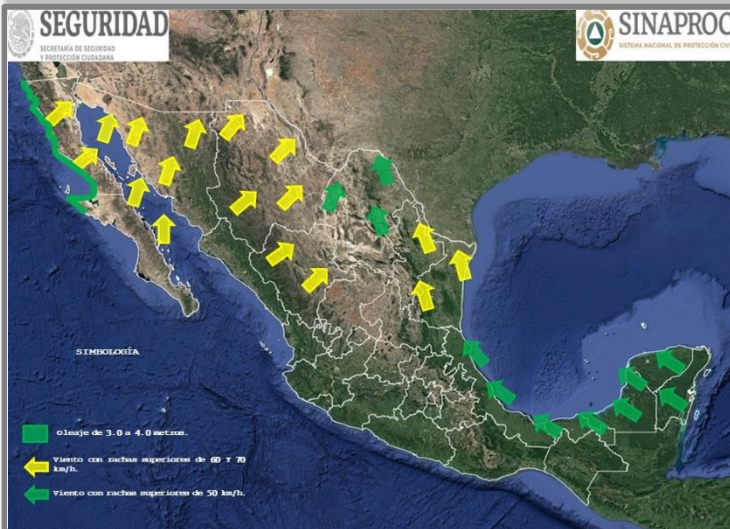 SEGURIDAD
SECRETARÍA DE SEGURIDAD
Y PROTECCIÓN CIUDADANA
SINAPROC
SISTEMA NACIONAL DE PROTECCIÓN CIV
SIMBOLOGÍA
Oleaje de 3.0 a 4.0 metros.
Viento con rachas superiores de 60 Y 70
km/h.
Viento con rachas superiores de 50 km/h.